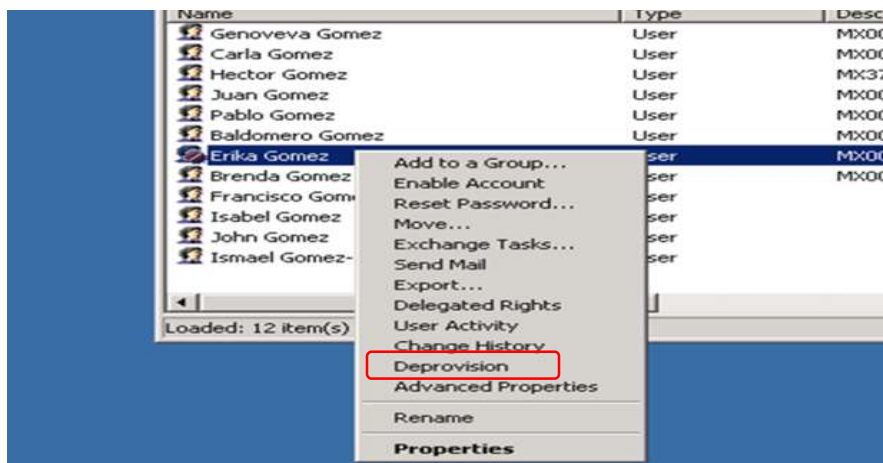 Name Type Desc
Genoveva Gomez User MX00
Carla Gomez User MX00
Hector Gomez User MX37
Juan Gomez User MX00
Pablo Gomez User MX00
Baldomero Gomez User MX00
Erika Gomez ser MX00
Brenda Gomez ser MX00
Francisco Gom ser
Isabel Gomez ser
John Gomez ser
Ismael Gomez- ser
Loaded: 12 item(s)
Add to a Group...
Enable Account
Reset Password...
Move...
Exchange Tasks...
Send Mail
Export...
Delegated Rights
User Activity
Change History
Deprovision
Advanced Properties
Rename
Properties